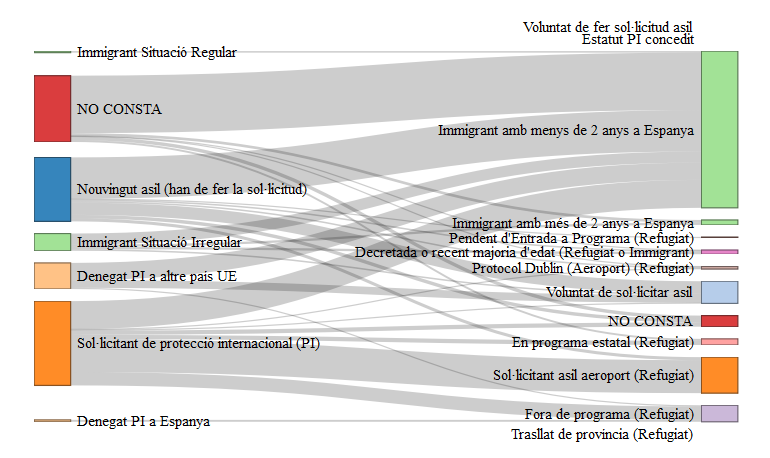 Voluntat de fer sol·licitud asil
Estatut PI concedit
Immigrant Situació Regular
NO CONSTA
Immigrant amb menys de 2 anys a Espanya
Nouvingut asil (han de fer la sol·licitud)
Immigrant amb més de 2 anys a Espanya
Pendent d'Entrada a Programa (Refugiat)
Immigrant Situació Irregular
Decretada o recent majoria d'edat (Refugiat o Immigrant)
Protocol Dublin (Aeroport) (Refugiat)
Denegat PI a altre pais UE
Voluntat de sol·licitar asil
NO CONSTA
Sol·licitant de protecció internacional (PI)
En programa estatal (Refugiat)
Sol·licitant asil aeroport (Refugiat)
Fora de programa (Refugiat)
Denegat PI a Espanya
Trasllat de provincia (Refugiat)